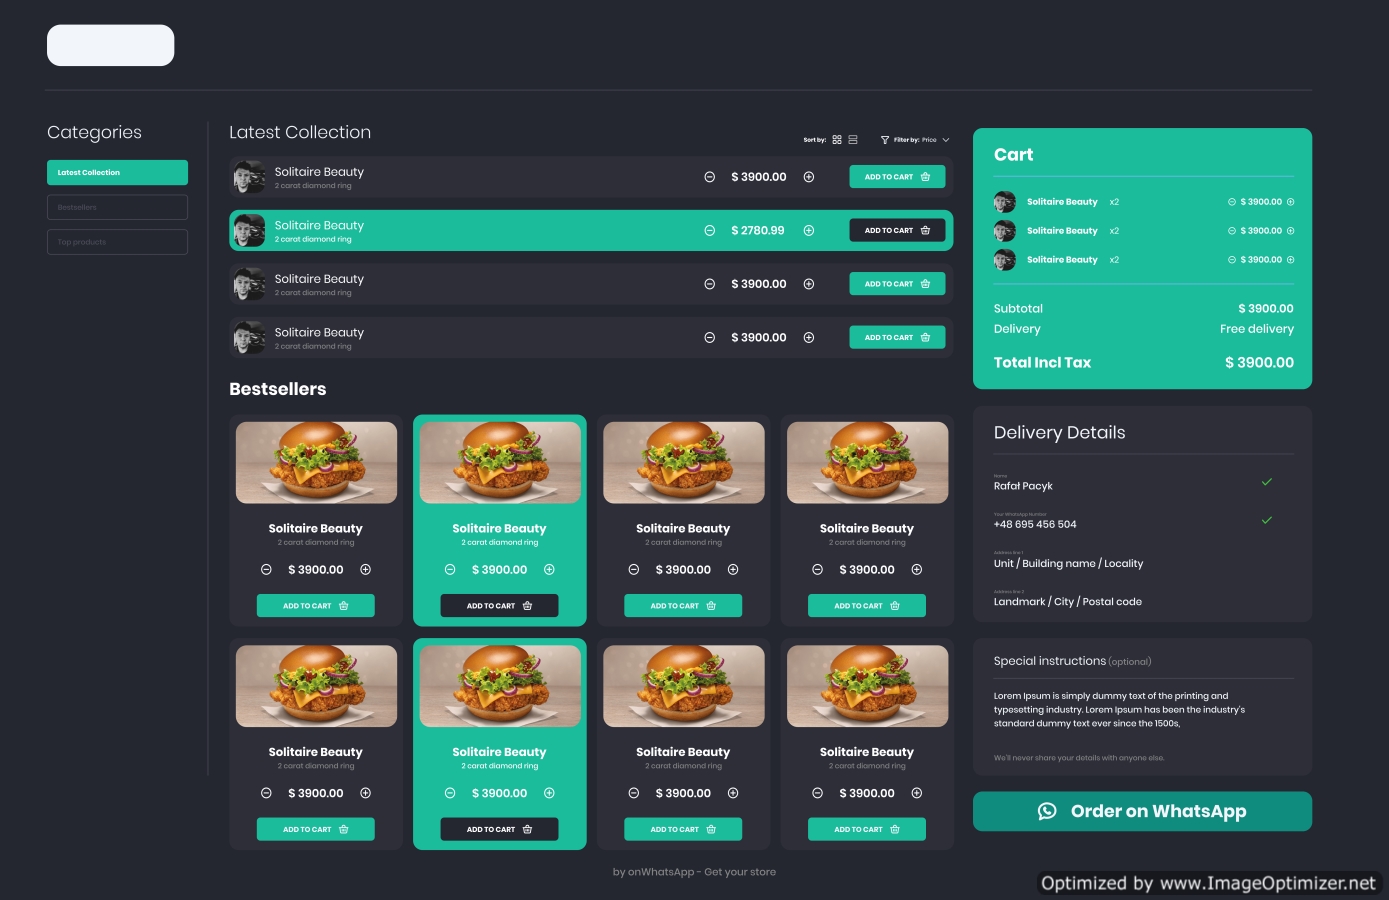 Categories
Latest Collection
Bestsellers
Top products
Latest Collection
Sort by:
Filter by: Price
Solitaire Beauty
2 carat diamond ring
$ 3900.00
ADD TO CART
Solitaire Beauty
2 carat diamond ring
$ 2780.99
ADD TO CART
Solitaire Beauty
2 carat diamond ring
$ 3900.00
ADD TO CART
Solitaire Beauty
2 carat diamond ring
$ 3900.00
ADD TO CART
Bestsellers
Solitaire Beauty
2 carat diamond ring
$ 3900.00
ADD TO CART
Solitaire Beauty
2 carat diamond ring
$ 3900.00
ADD TO CART
Solitaire Beauty
2 carat diamond ring
$ 3900.00
ADD TO CART
Solitaire Beauty
2 carat diamond ring
$ 3900.00
ADD TO CART
Solitaire Beauty
2 carat diamond ring
$ 3900.00
ADD TO CART
Solitaire Beauty
2 carat diamond ring
$ 3900.00
ADD TO CART
Solitaire Beauty
2 carat diamond ring
$ 3900.00
ADD TO CART
Solitaire Beauty
2 carat diamond ring
$ 3900.00
ADD TO CART
Cart
Solitaire Beauty x2 $ 3900.00
Solitaire Beauty x2 $ 3900.00
Solitaire Beauty x2 $ 3900.00
Subtotal $ 3900.00
Delivery Free delivery
Total Incl Tax $ 3900.00
Delivery Details
Name
Rafał Pacyk
Your WhatsApp Number
+48 695 456 504
Address line 1
Unit / Building name / Locality
Address line 2
Landmark / City / Postal code
Special instructions (optional)
Lorem Ipsum is simply dummy text of the printing and
typesetting industry. Lorem Ipsum has been the industry's
standard dummy text ever since the 1500s,
We'll never share your details with anyone else.
Order on WhatsApp
by onWhatsApp - Get your store
Optimized by www.ImageOptimizer.net